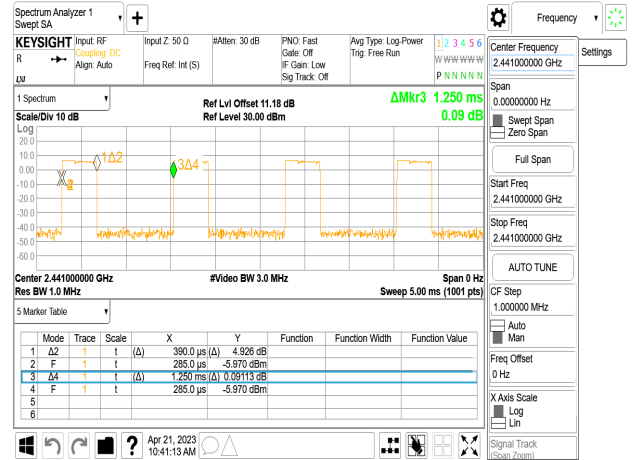 Spectrum Analyzer 1
Swept SA
KEYSIGHT
R
LXI
Input: RF
Coupling: DC
Align: Auto
Input Z: 50 Ω
Freq Ref: Int (S)
#Atten: 30 dB
PNO: Fast
Gate: Off
IF Gain: Low
Sig Track: Off
Avg Type: Log-Power
Trig: Free Run
1 2 3 4 5 6
W W W W W W
P N N N N N
1 Spectrum
Scale/Div 10 dB
Ref Lvl Offset 11.18 dB
Ref Level 30.00 dBm
ΔMkr3 1.250 ms
0.09 dB
Log
20.0
10.0
0.00
-10.0
-20.0
-30.0
-40.0
-50.0
-60.0
1Δ2
3Δ4
Center 2.441000000 GHz
#Video BW 3.0 MHz
Span 0 Hz
Res BW 1.0 MHz
Sweep 5.00 ms (1001 pts)
5 Marker Table
Mode Trace Scale X Y Function Function Width Function Value
1 Δ2 1 t (Δ) 390.0 µs (Δ) 4.926 dB
2 F 1 t 285.0 µs -5.970 dBm
3 Δ4 1 t (Δ) 1.250 ms (Δ) 0.09113 dB
4 F 1 t 285.0 µs -5.970 dBm
5
6
?
Apr 21, 2023
10:41:13 AM
Frequency
Settings
Center Frequency
2.441000000 GHz
Span
0.00000000 Hz
Swept Span
Zero Span
Full Span
Start Freq
2.441000000 GHz
Stop Freq
2.441000000 GHz
AUTO TUNE
CF Step
1.000000 MHz
Auto
Man
Freq Offset
0 Hz
X Axis Scale
Log
Lin
Signal Track
(Span Zoom)